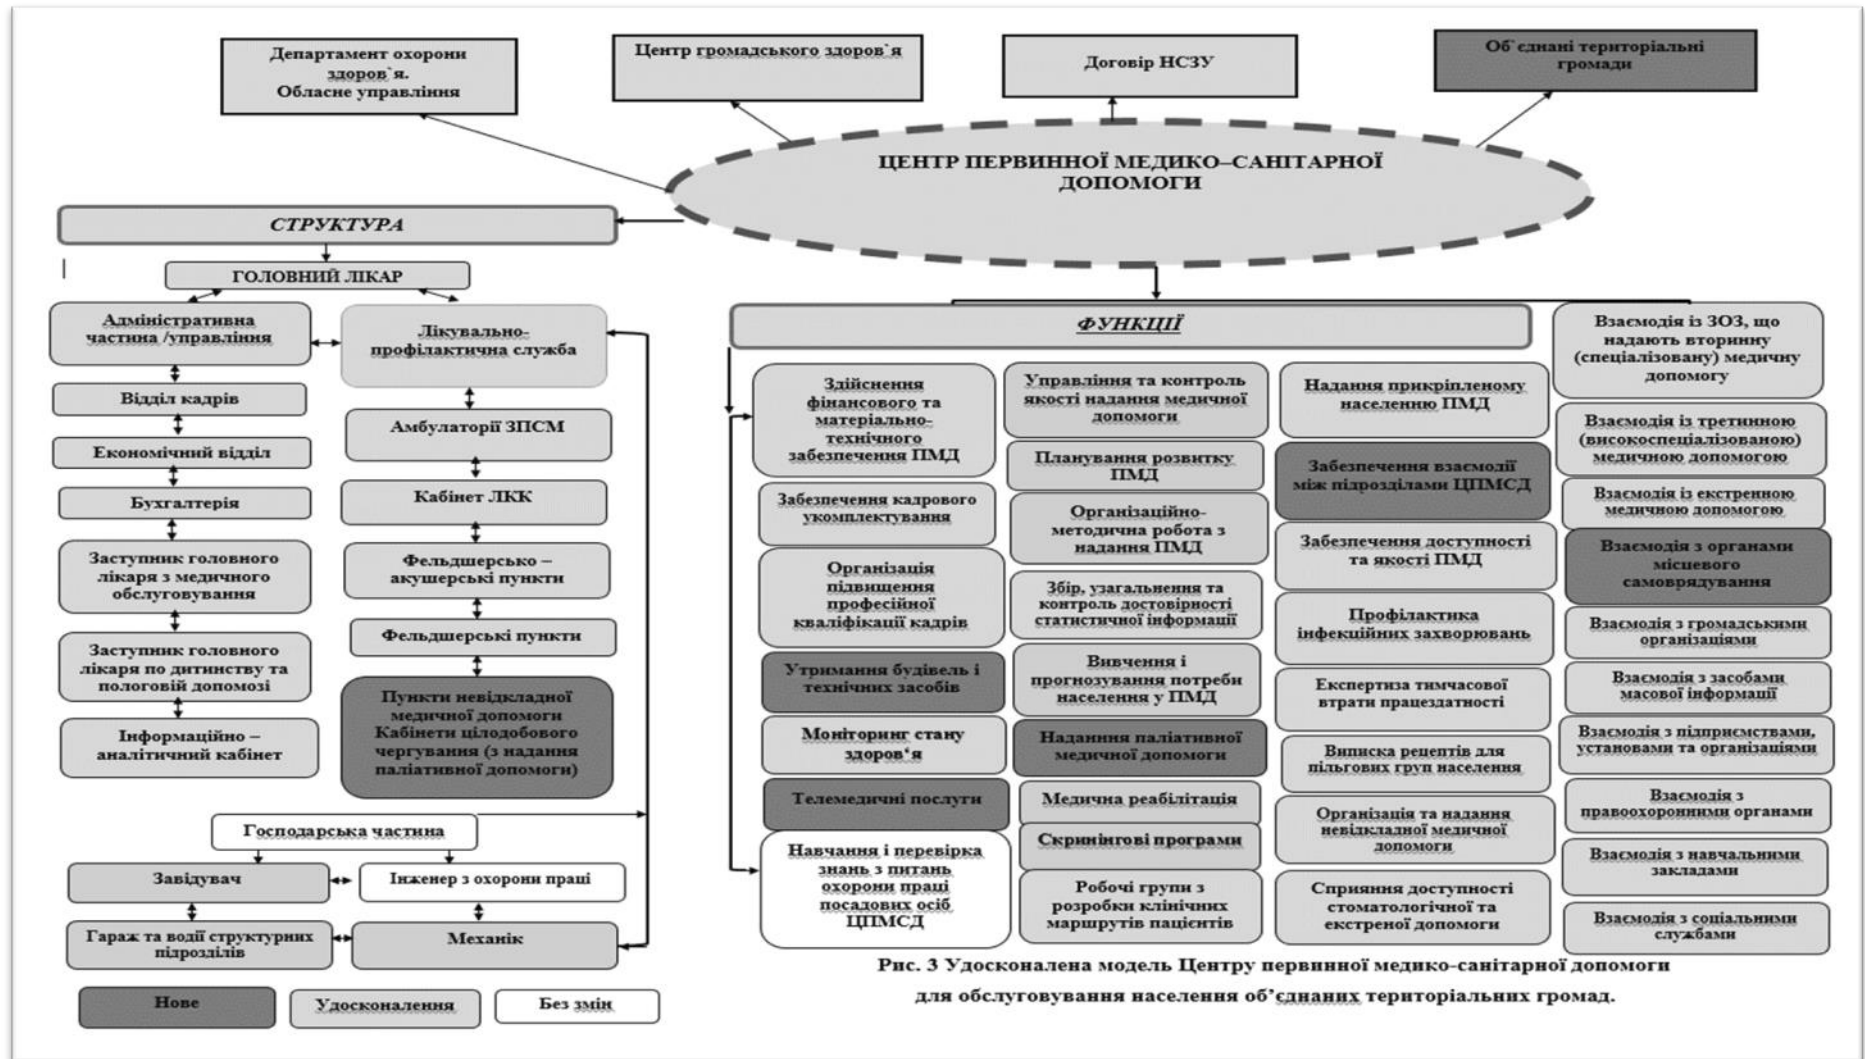 Департамент охорони
здоров`я.
Обласне управління
Центр громадського здоров`я
Договір НСЗУ
Об`єднані територіальні
громади
ЦЕНТР ПЕРВИННОЇ МЕДИКО–САНІТАРНОЇ
ДОПОМОГИ
СТРУКТУРА
ГОЛОВНИЙ ЛІКАР
Адміністративна
частина /управління
Відділ кадрів
Економічний відділ
Бухгалтерія
Заступник головного
лікаря з медичного
обслуговування
Заступник головного
лікаря по дитинству та
пологовій допомозі
Інформаційно –
аналітичний кабінет
Лікувально-
профілактична служба
Амбулаторії ЗПСМ
Кабінет ЛКК
Фельдшерсько –
акушерські пункти
Фельдшерські пункти
Пункти невідкладної
медичної допомоги
Кабінети цілодобового
чергування (з надання
паліативної допомоги)
Господарська частина
Завідувач
Інженер з охорони праці
Гараж та водії структурних
підрозділів
Механік
Нове
Удосконалення
Без змін
ФУНКЦІЇ
Здійснення
фінансового та
матеріально-
технічного
забезпечення ПМД
Забезпечення кадрового
укомплектування
Організація
підвищення
професійної
кваліфікації кадрів
Утримання будівель і
технічних засобів
Моніторинг стану
здоров‘я
Телемедичні послуги
Навчання і перевірка
знань з питань
охорони праці
посадових осіб
ЦПМСД
Управління та контроль
якості надання медичної
допомоги
Планування розвитку
ПМД
Організаційно-
методична робота з
надання ПМД
Збір, узагальнення та
контроль достовірності
статистичної інформації
Вивчення і
прогнозування потреби
населення у ПМД
Наданння паліативної
медичної допомоги
Медична реабілітація
Скринінгові програми
Робочі групи з
розробки клінічних
маршрутів пацієнтів
Надання прикріпленому
населенню ПМД
Забезпечення взаємодії
між підрозділами ЦПМСД
Забезпечення доступності
та якості ПМД
Профілактика
інфекційних захворювань
Експертиза тимчасової
втрати працездатності
Виписка рецептів для
пільгових груп населення
Організація та надання
невідкладної медичної
допомоги
Сприяння доступності
стоматологічної та
екстреної допомоги
Взаємодія із ЗОЗ, що
надають вторинну
(спеціалізовану) медичну
допомогу
Взаємодія із третинною
(високоспеціалізованою)
медичною допомогою
Взаємодія із екстренною
медичною допомогою
Взаємодія з органами
місцевого
самоврядування
Взаємодія з громадськими
організаціями
Взаємодія з засобами
масової інформації
Взаємодія з підприємствами,
установами та організаціями
Взаємодія з
правоохоронними органами
Взаємодія з навчальними
закладами
Взаємодія з соціальними
службами
Рис. 3 Удосконалена модель Центру первинної медико-санітарної допомоги
для обслуговування населення об’єднаних територіальних громад.